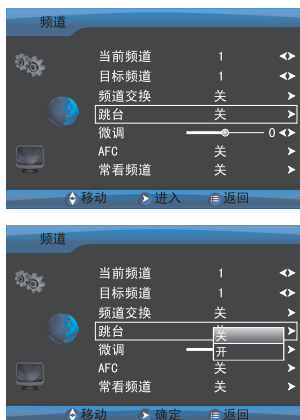 频道
当前频道 1
目标频道 1
频道交换 关
跳台 关
微调 0
AFC 关
常看频道 关
移动 进入 返回
频道
当前频道 1
目标频道 1
频道交换 关
跳台 关
微调 开
AFC 关
常看频道 关
移动 确定 返回